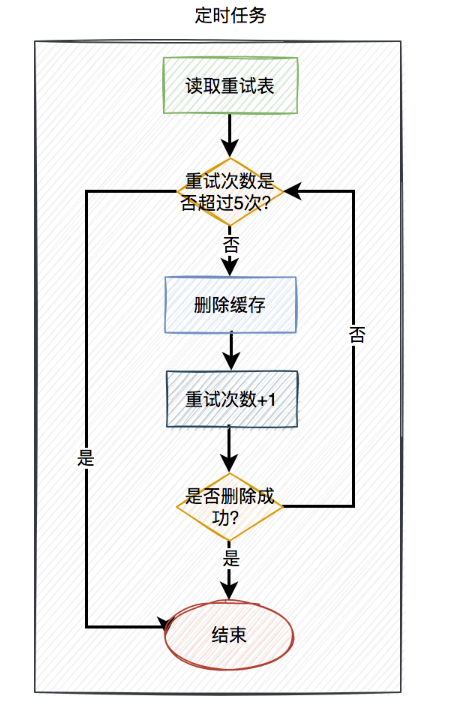 定时任务
读取重试表
重试次数是
否超过5次?
否
删除缓存
否
重试次数+1
是
是否删除成
功?
是
结束